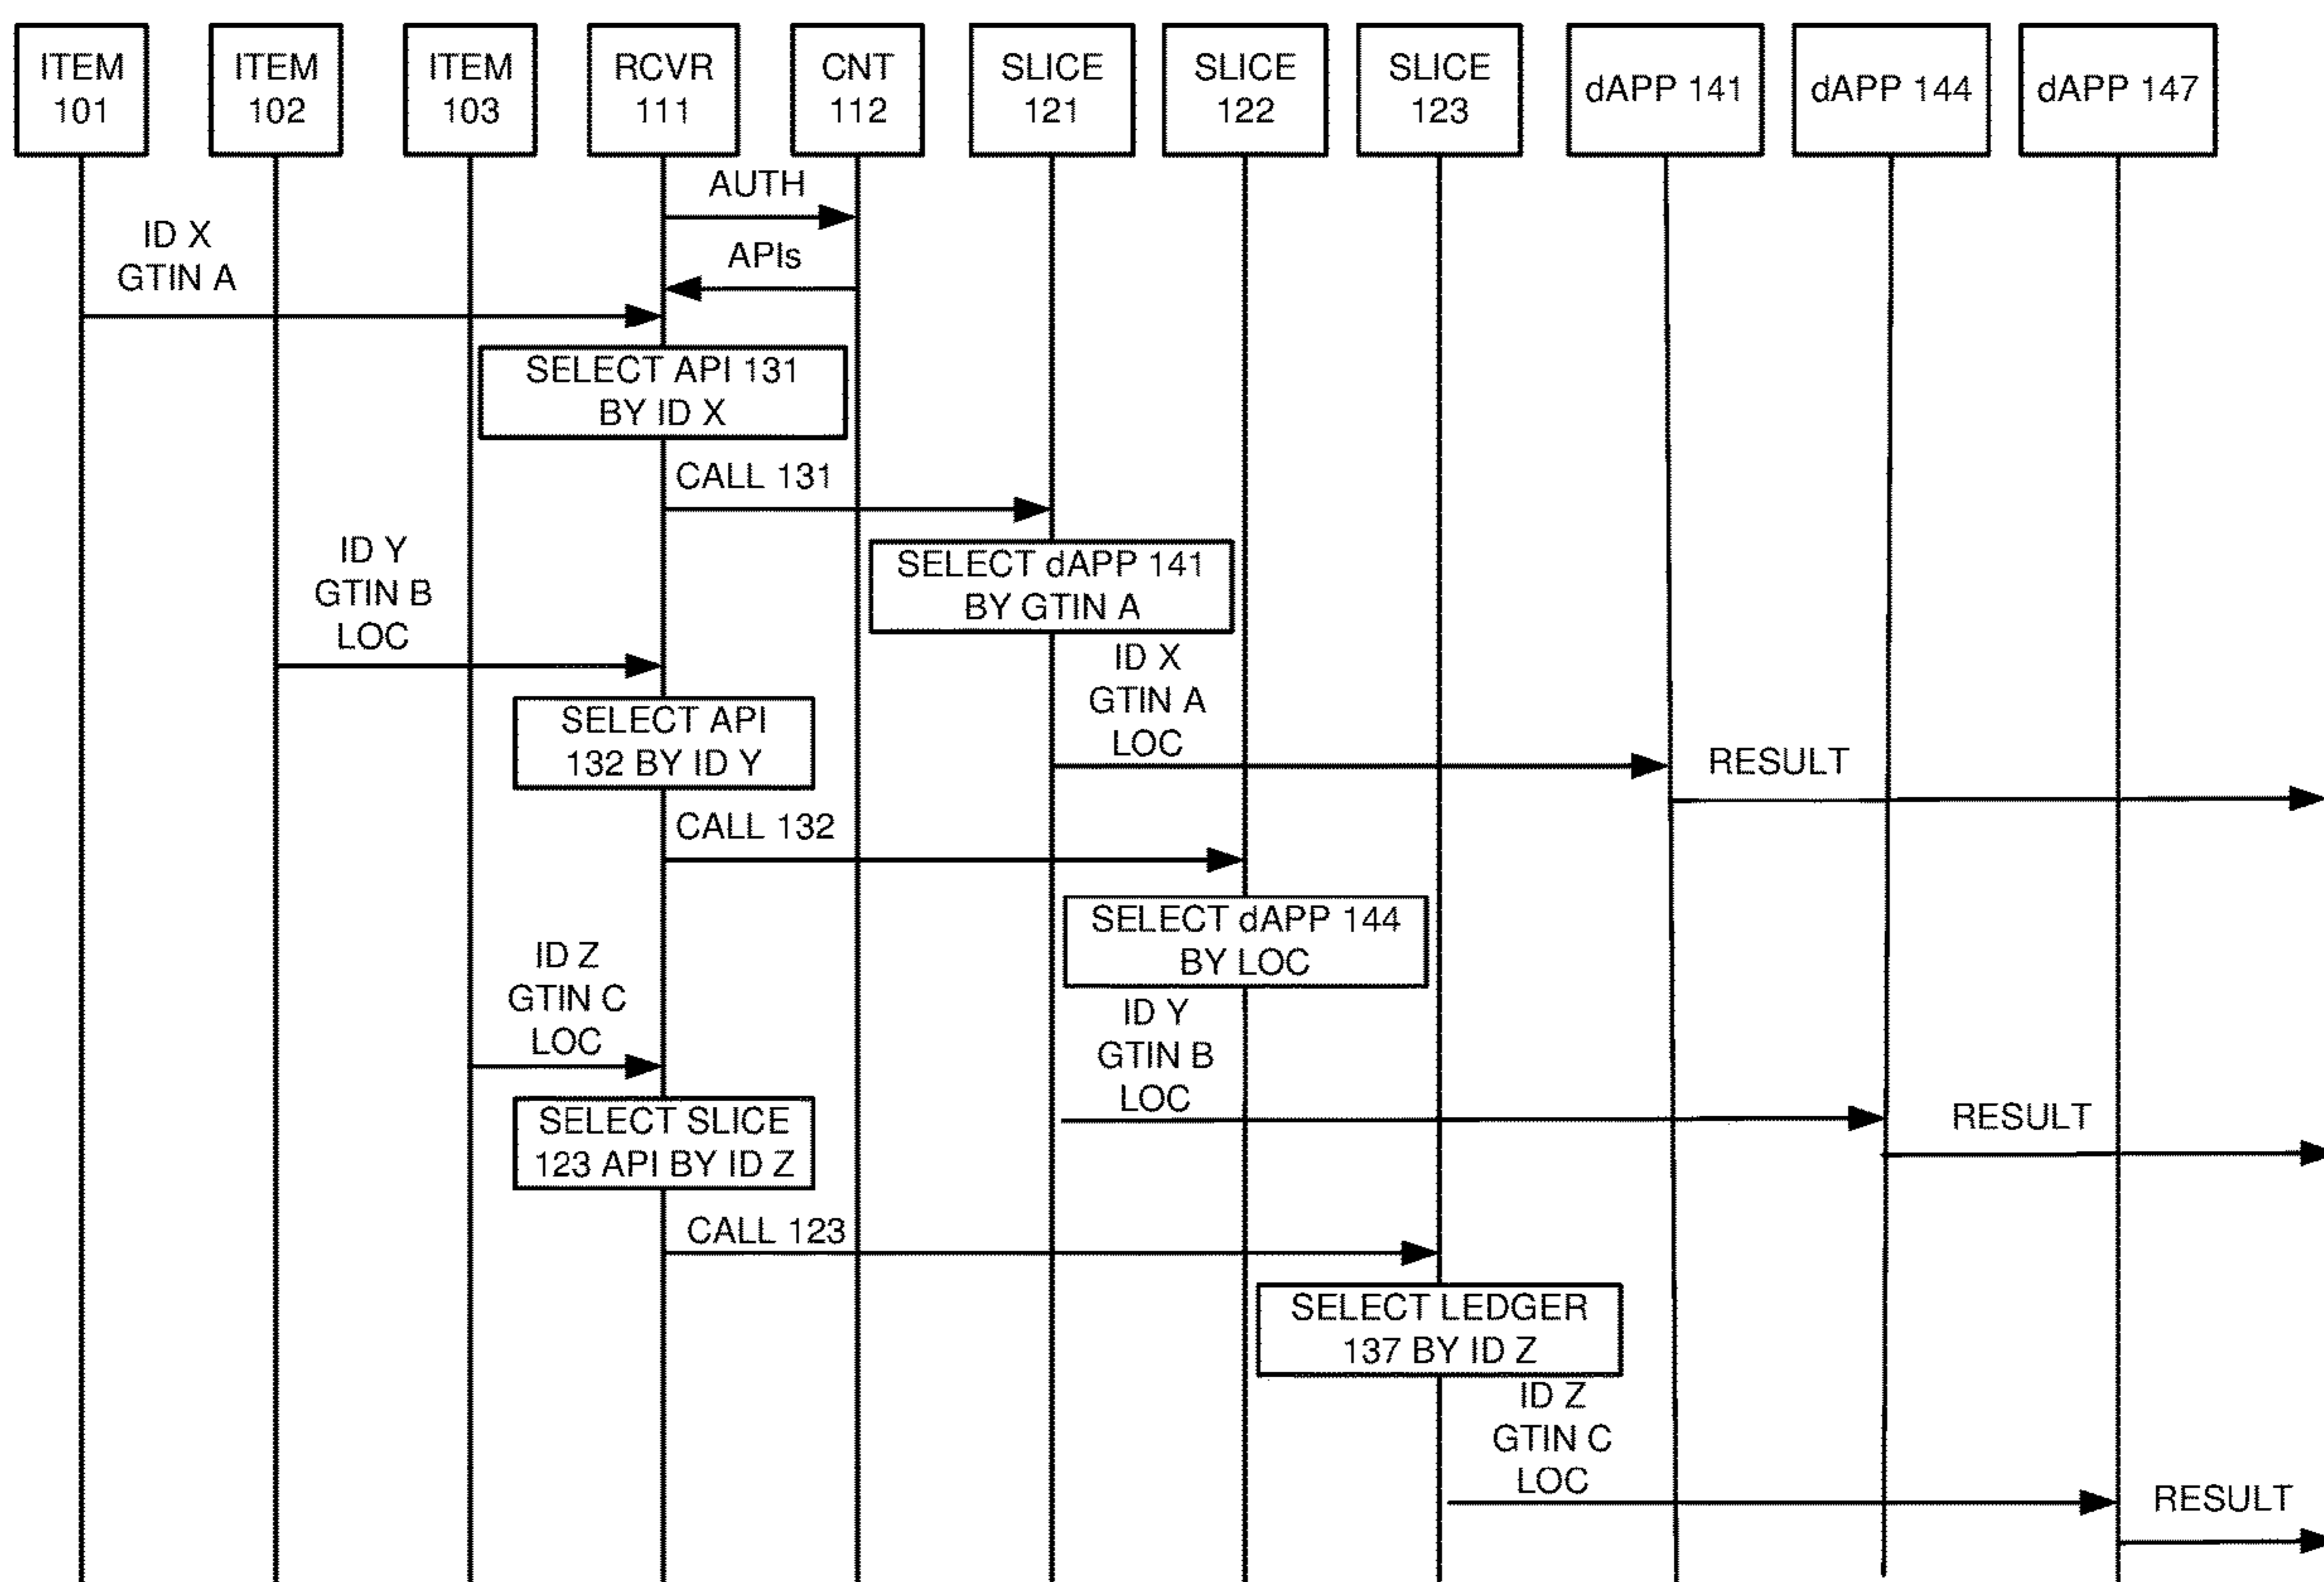 ITEM
101
ITEM
102
ITEM
103
RCVR
111
CNT
112
SLICE
121
SLICE
122
SLICE
123
dAPP 141
dAPP 144
dAPP 147
AUTH
APIs
ID X
GTIN A
SELECT API 131
BY ID X
CALL 131
SELECT dAPP 141
BY GTIN A
ID Y
GTIN B
LOC
ID X
GTIN A
LOC
RESULT
SELECT API
132 BY ID Y
CALL 132
SELECT dAPP 144
BY LOC
ID Z
GTIN C
LOC
ID Y
GTIN B
LOC
RESULT
SELECT SLICE
123 API BY ID Z
CALL 123
SELECT LEDGER
137 BY ID Z
ID Z
GTIN C
LOC
RESULT